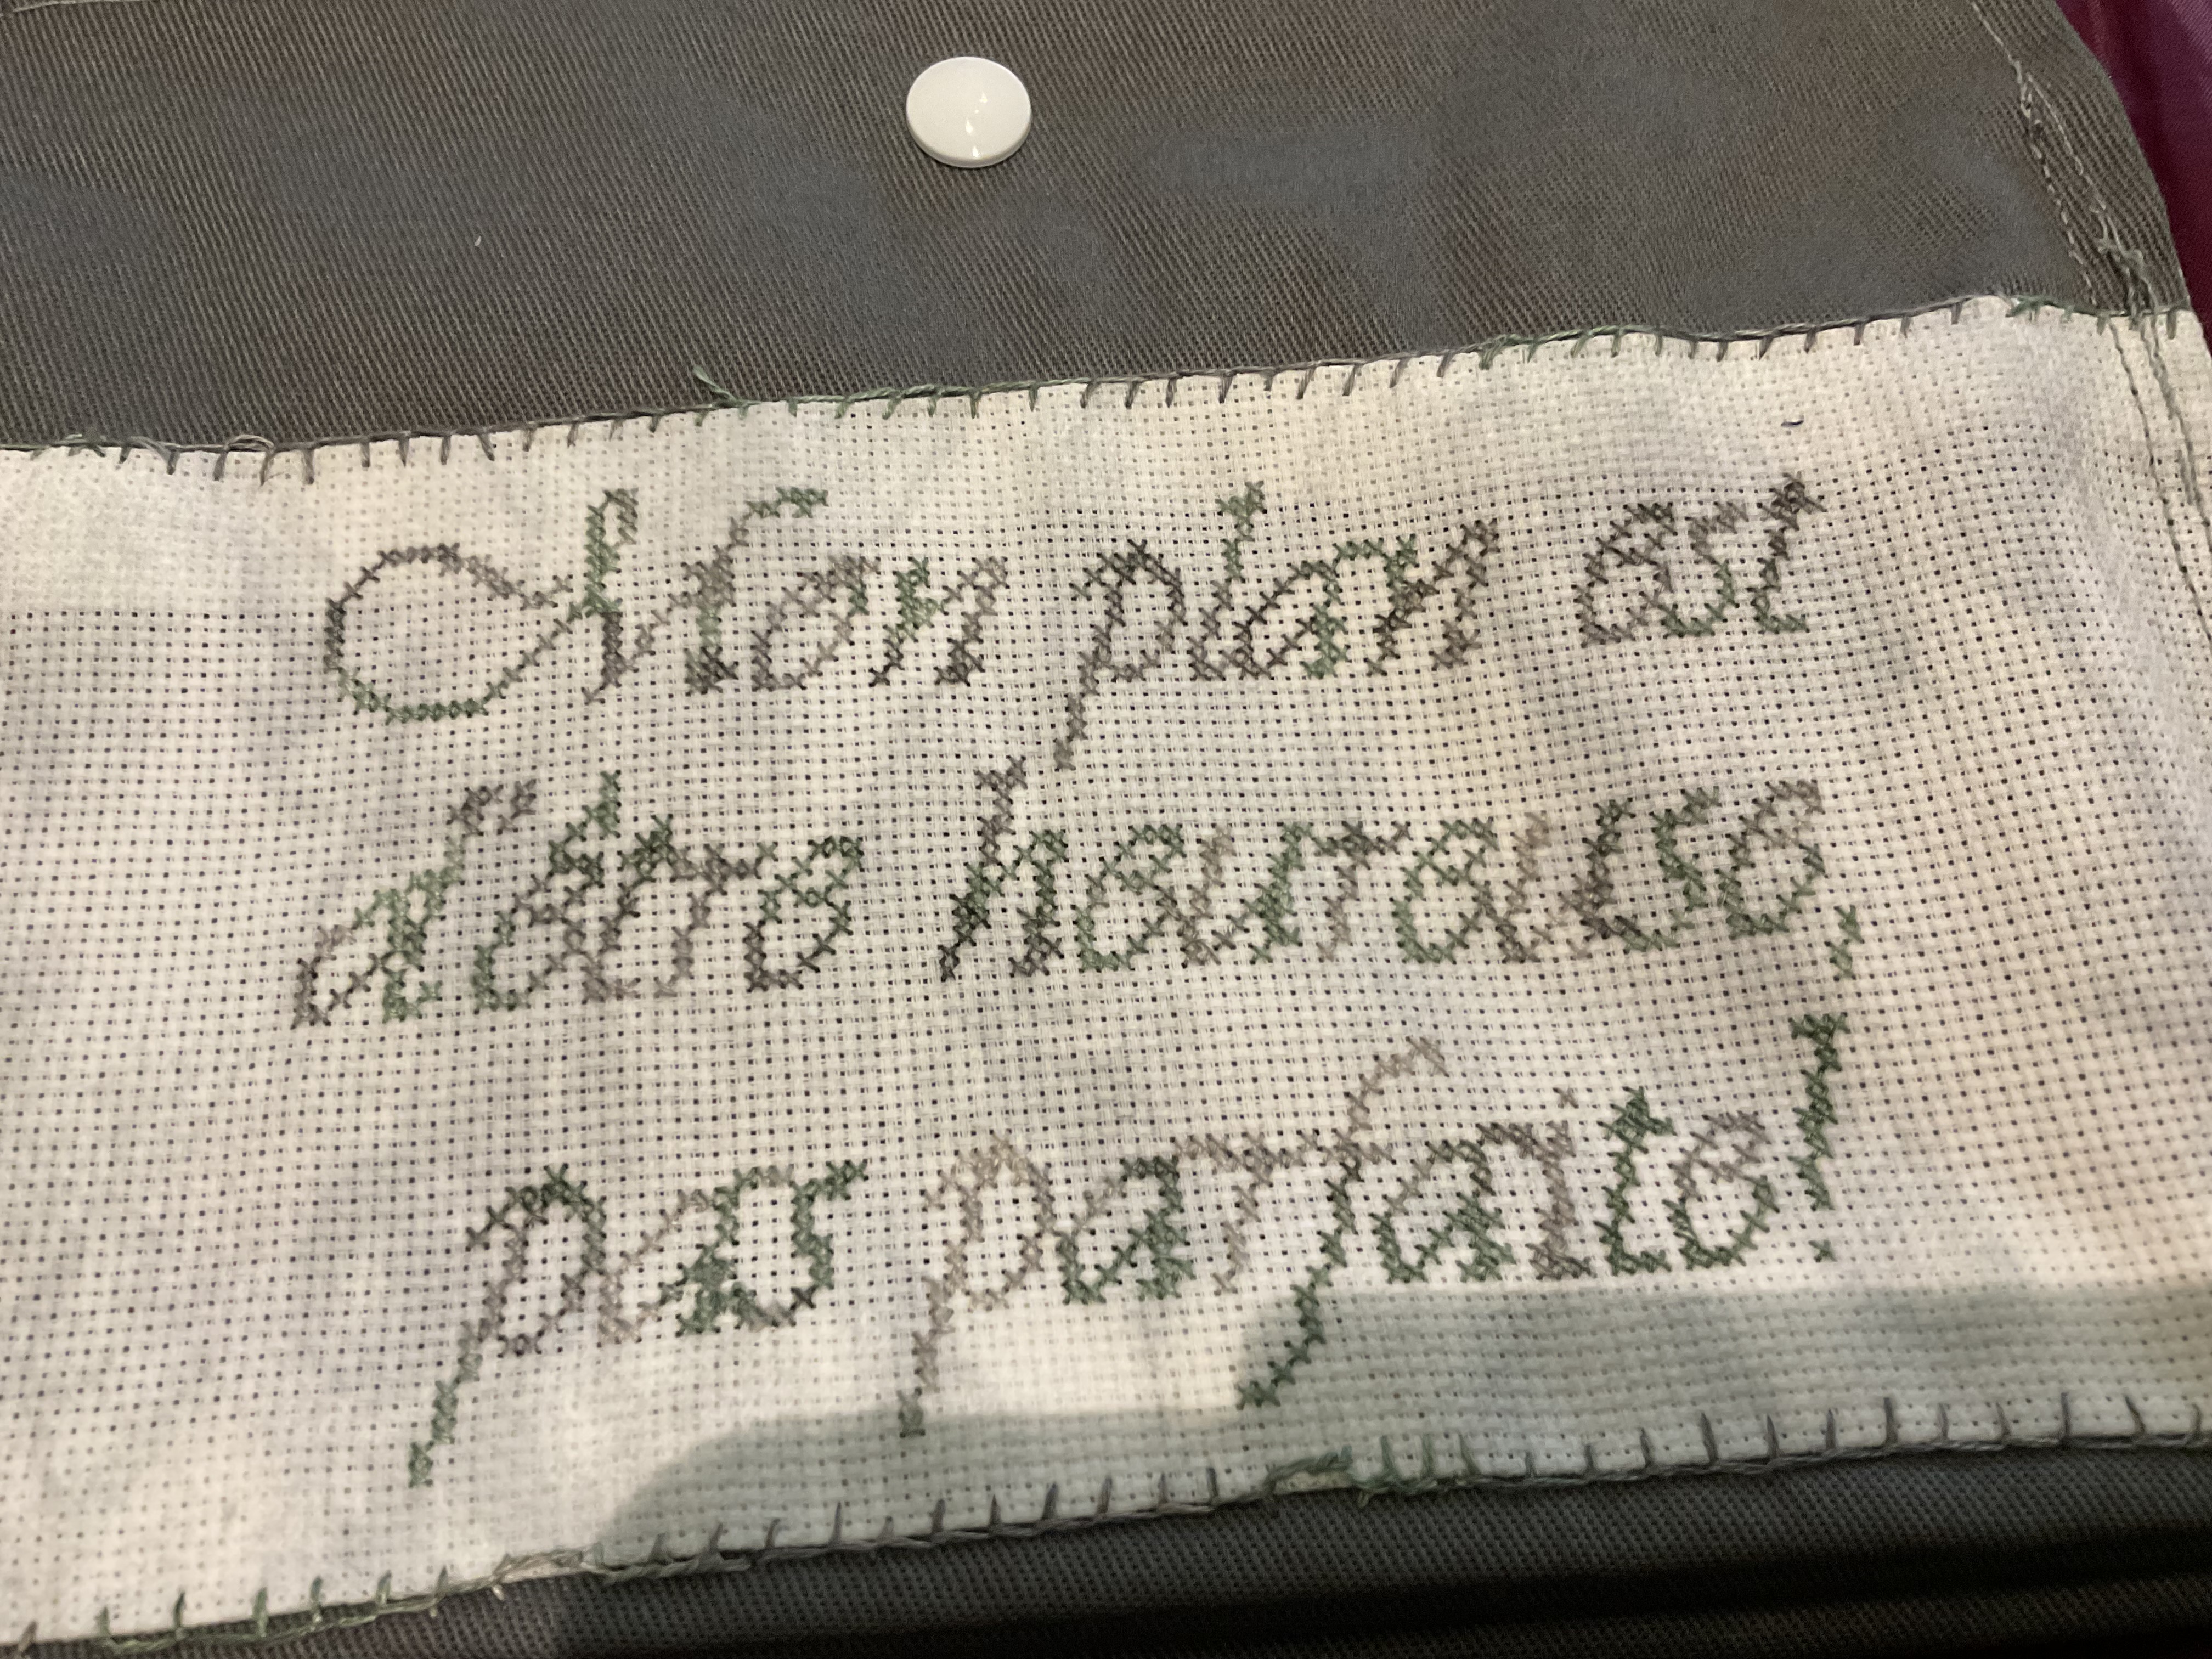 Mon plan est
d'être heureuse,
pas parfaite!